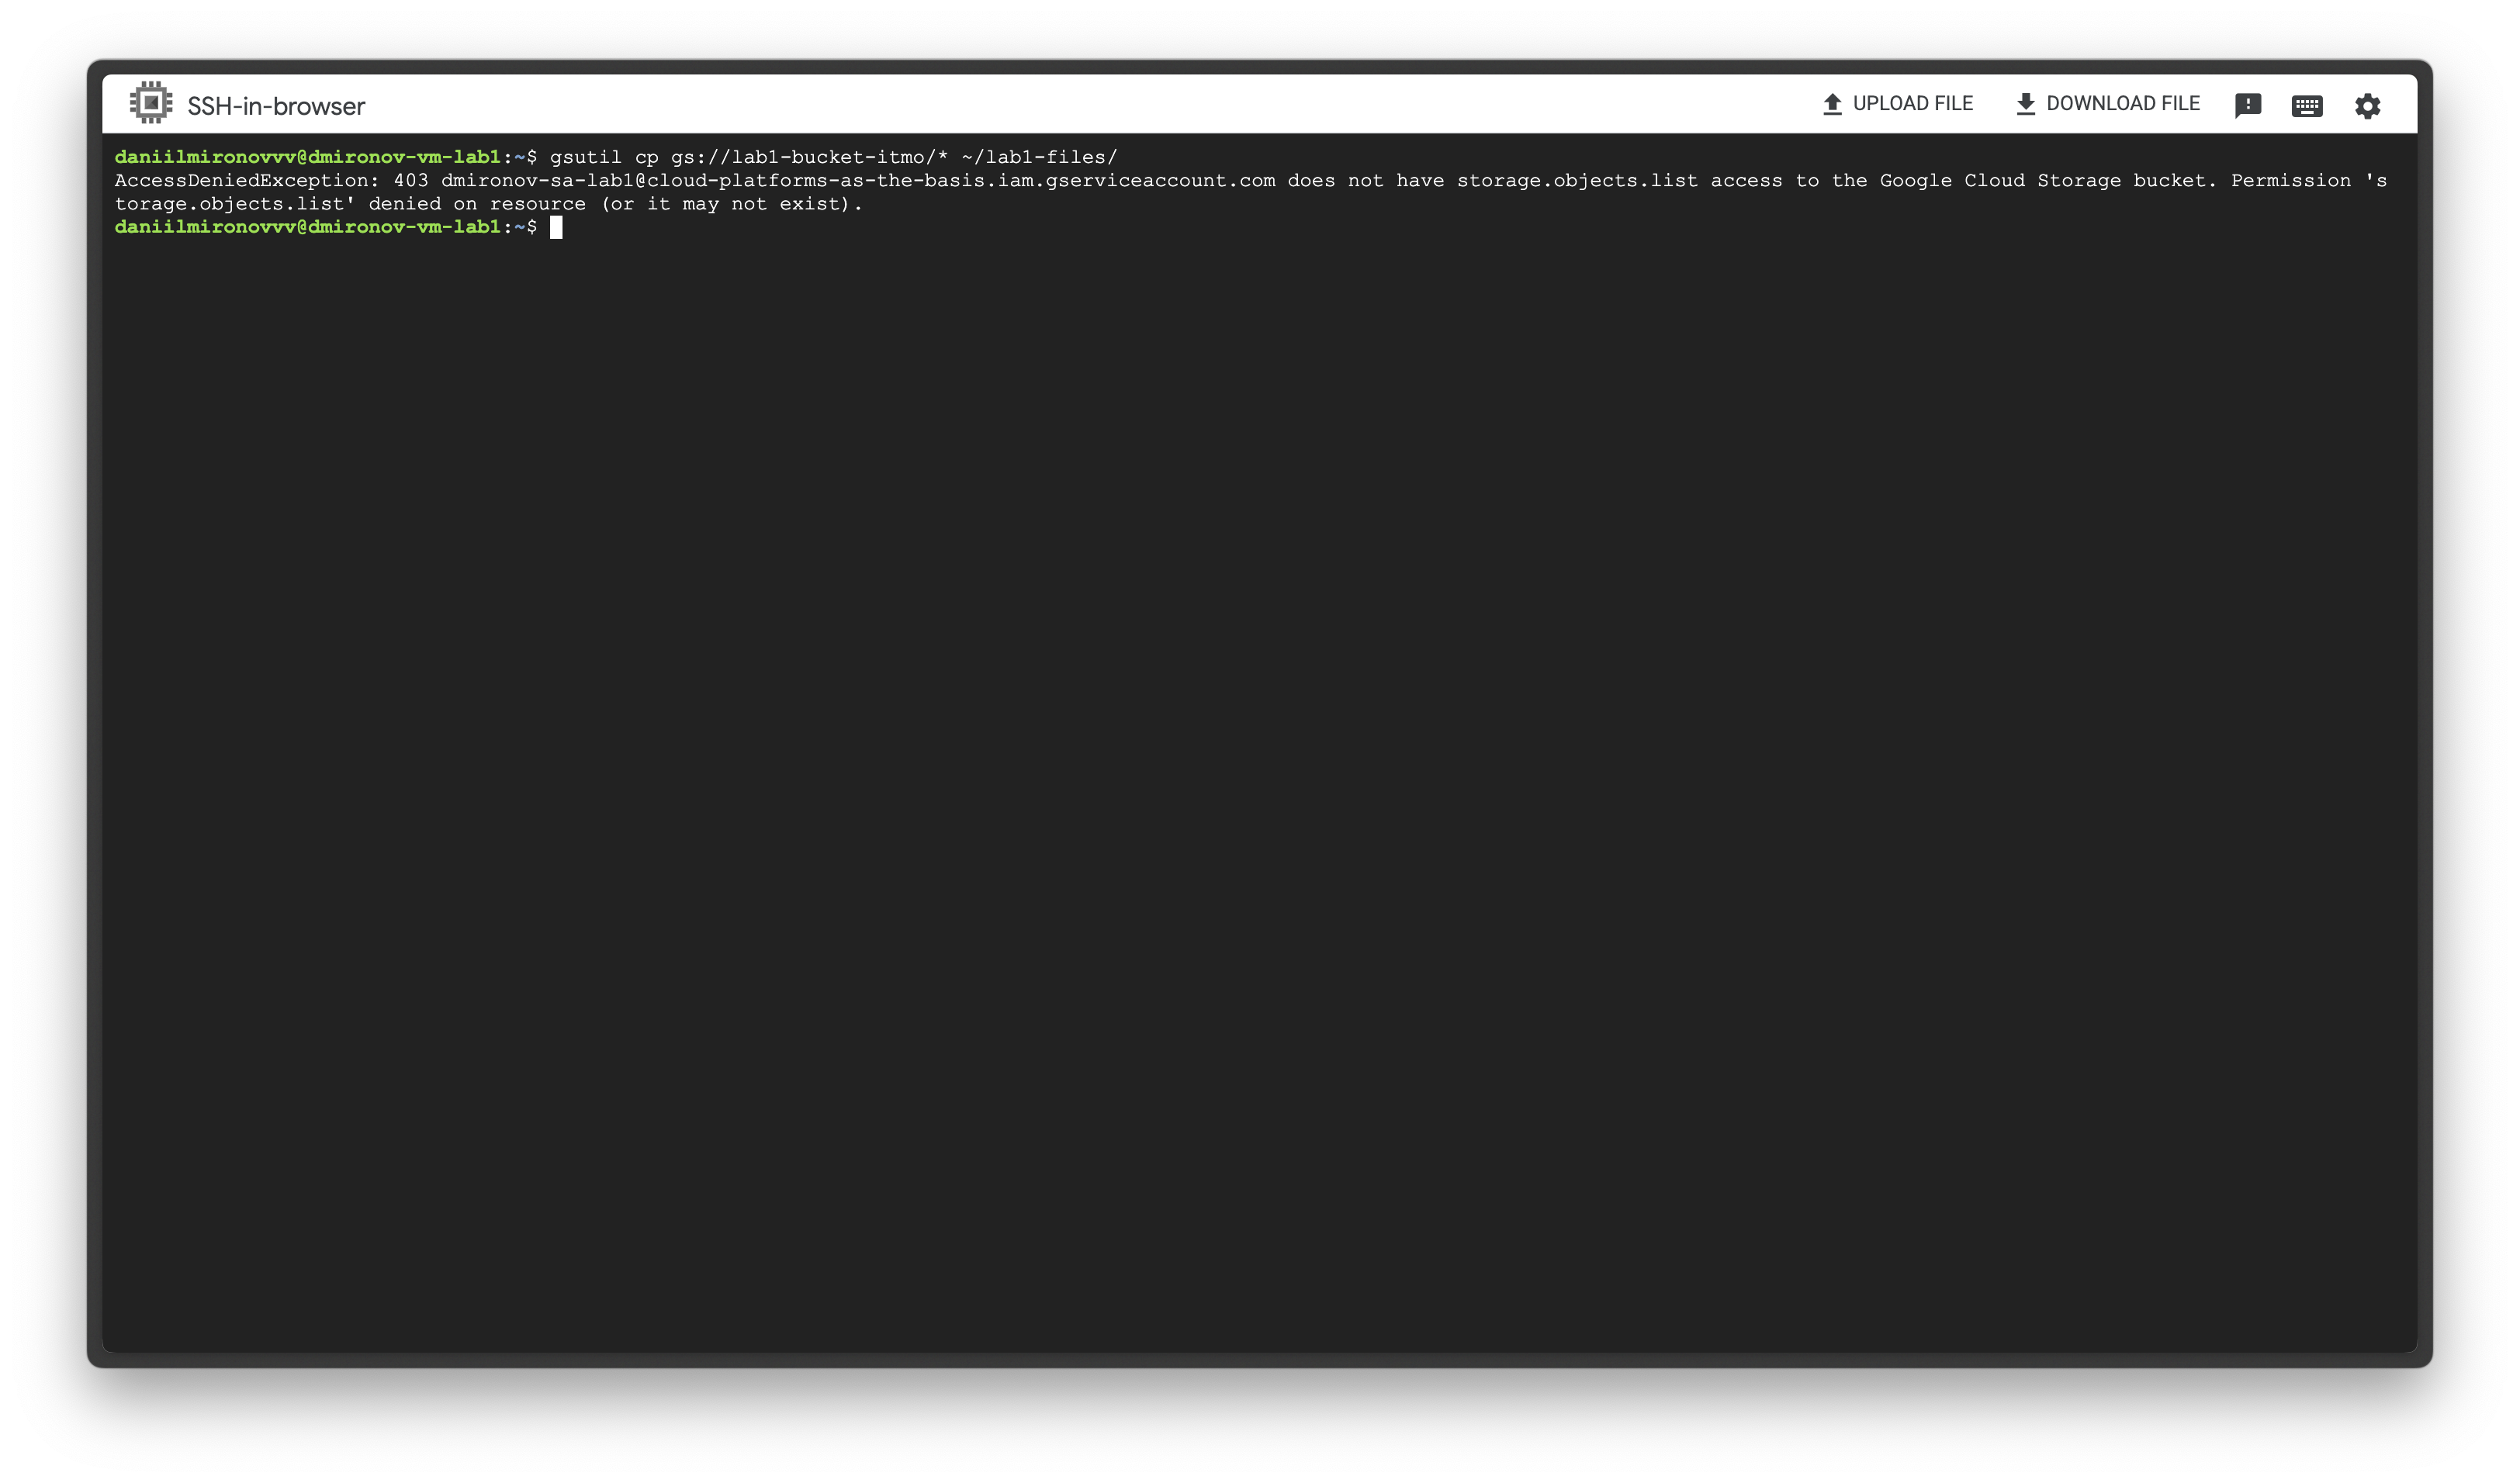 SSH-in-browser
UPLOAD FILE
DOWNLOAD FILE
daniilmironovvv@dmironov-vm-lab1:~$ gsutil cp gs://lab1-bucket-itmo/* ~/lab1-files/
AccessDeniedException: 403 dmironov-sa-lab1@cloud-platforms-as-the-basis.iam.gserviceaccount.com does not have storage.objects.list access to the Google Cloud Storage bucket. Permission 's
torage.objects.list' denied on resource (or it may not exist).
daniilmironovvv@dmironov-vm-lab1:~$